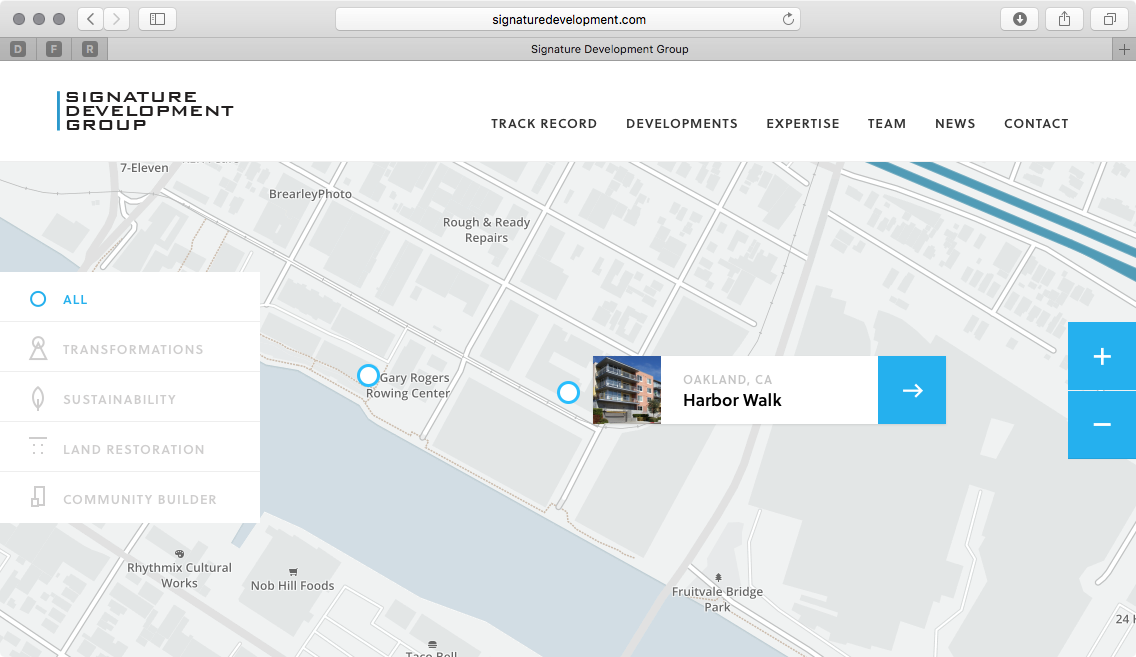 signaturedevelopment.com
D
F
R
Signature Development Group
SIGNATURE
DEVELOPMENT
GROUP
TRACK RECORD
DEVELOPMENTS
EXPERTISE
TEAM
NEWS
CONTACT
7-Eleven
BrearleyPhoto
Rough & Ready
Repairs
ALL
TRANSFORMATIONS
SUSTAINABILITY
LAND RESTORATION
COMMUNITY BUILDER
Gary Rogers
Rowing Center
OAKLAND, CA
Harbor Walk
Rhythmix Cultural
Works
Nob Hill Foods
Fruitvale Bridge
Park
24 H
Taco Bell